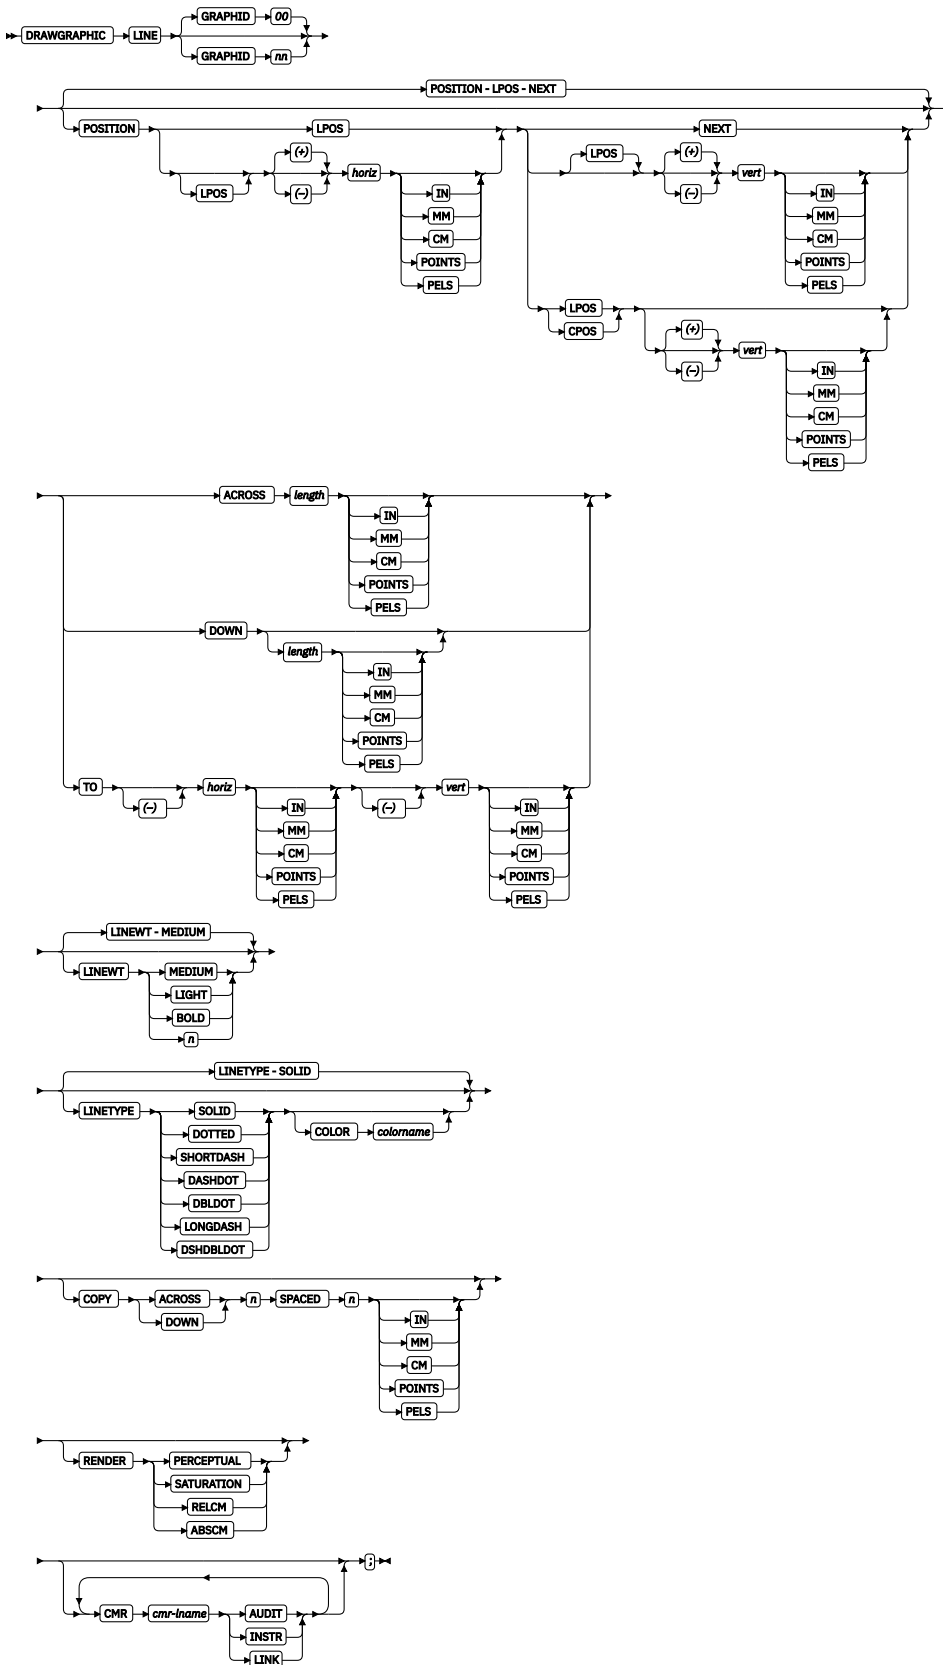 GRAPHID 00
DRAWGRAPHIC LINE
GRAPHID nn
POSITION - LPOS - NEXT
POSITION LPOS NEXT
(+) LPOS (+)
horiz vert
LPOS (–) IN (–) IN
MM MM
CM CM
POINTS POINTS
PELS PELS
LPOS
CPOS (+)
vert
(–) IN
MM
CM
POINTS
PELS
ACROSS length
IN
MM
CM
POINTS
PELS
DOWN
length
IN
MM
CM
POINTS
PELS
TO horiz vert
(–) IN (–) IN
MM MM
CM CM
POINTS POINTS
PELS PELS
LINEWT - MEDIUM
LINEWT MEDIUM
LIGHT
BOLD
n
LINETYPE - SOLID
LINETYPE SOLID
DOTTED COLOR colorname
SHORTDASH
DASHDOT
DBLDOT
LONGDASH
DSHDBLDOT
COPY ACROSS n SPACED n
DOWN IN
MM
CM
POINTS
PELS
RENDER PERCEPTUAL
SATURATION
RELCM
ABSCM
;
CMR cmr-lname AUDIT
INSTR
LINK